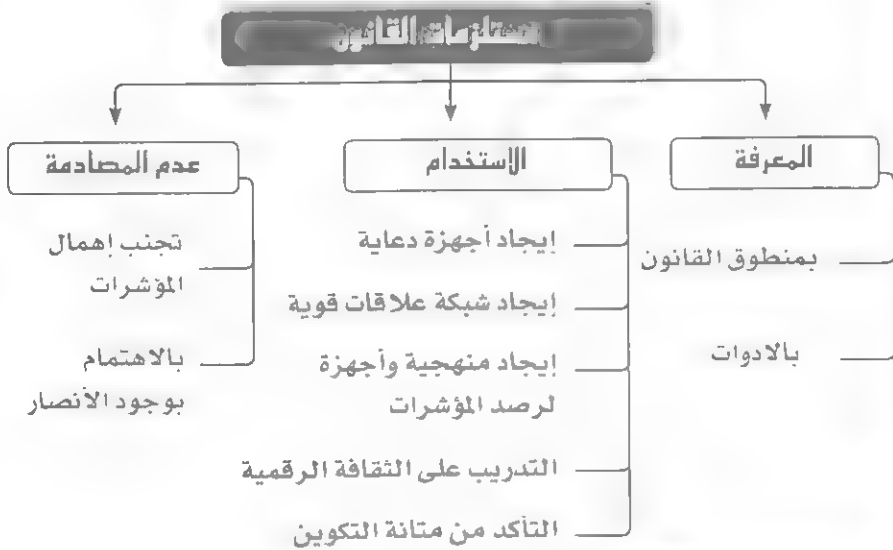 مستلزمات القانون
المعرفة
بمنطوق القانون
بالادوات
الاستخدام
إيجاد أجهزة دعاية
إيجاد شبكة علاقات قوية
إيجاد منهجية وأجهزة
لرصد المؤشرات
التدريب على الثقافة الرقمية
التأكد من متانة التكوين
عدم المصادمة
تجنب إهمال
المؤشرات
بالاهتمام
بوجود الأنصار